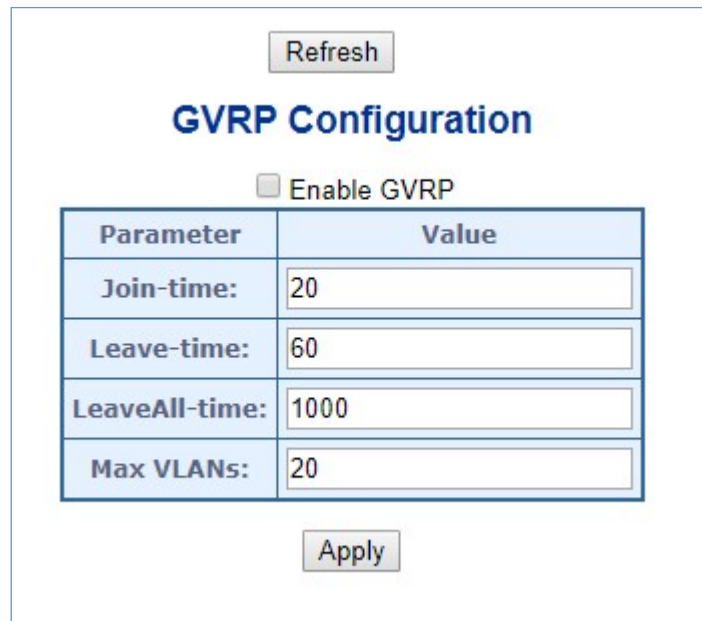 Refresh
GVRP Configuration
Enable GVRP
Parameter Value
Join-time: 20
Leave-time: 60
LeaveAll-time: 1000
Max VLANs: 20
Apply